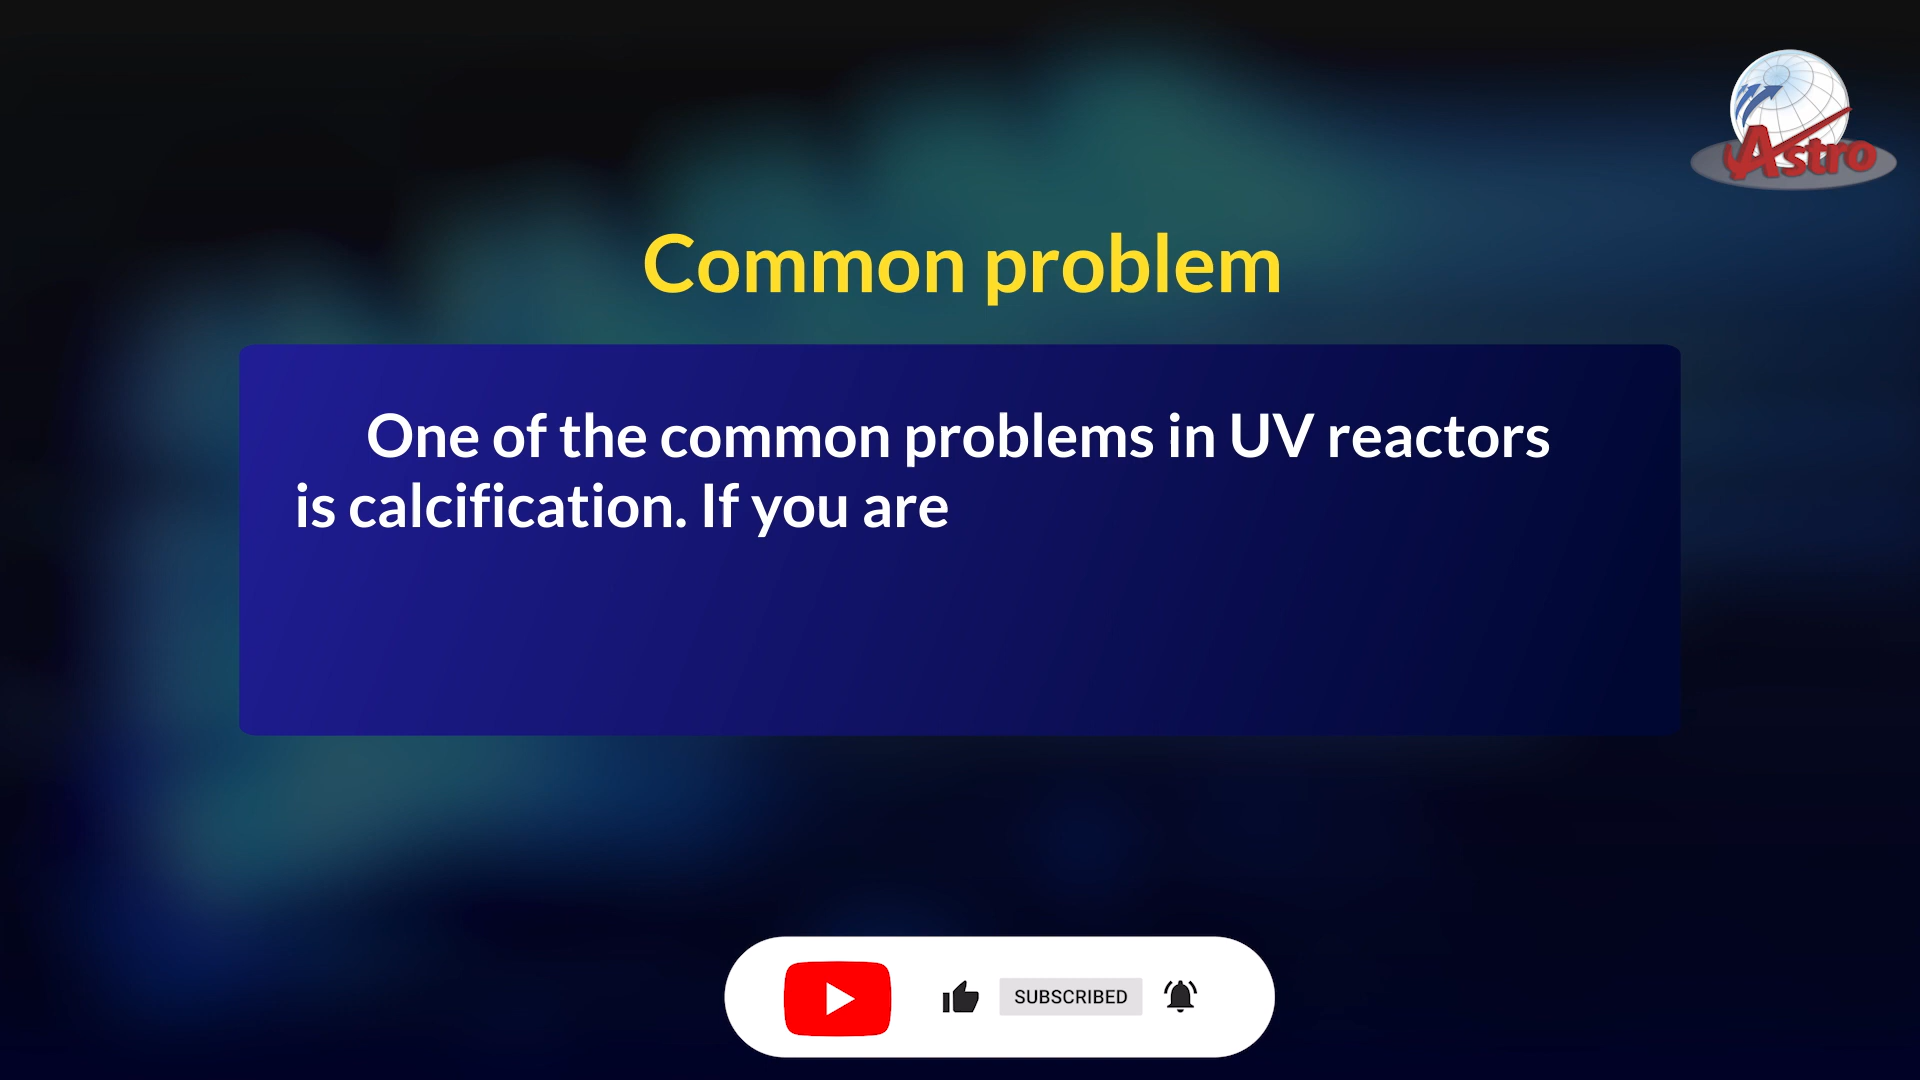 Astro
Common problem
One of the common problems in UV reactors
is calcification. If you are
SUBSCRIBED